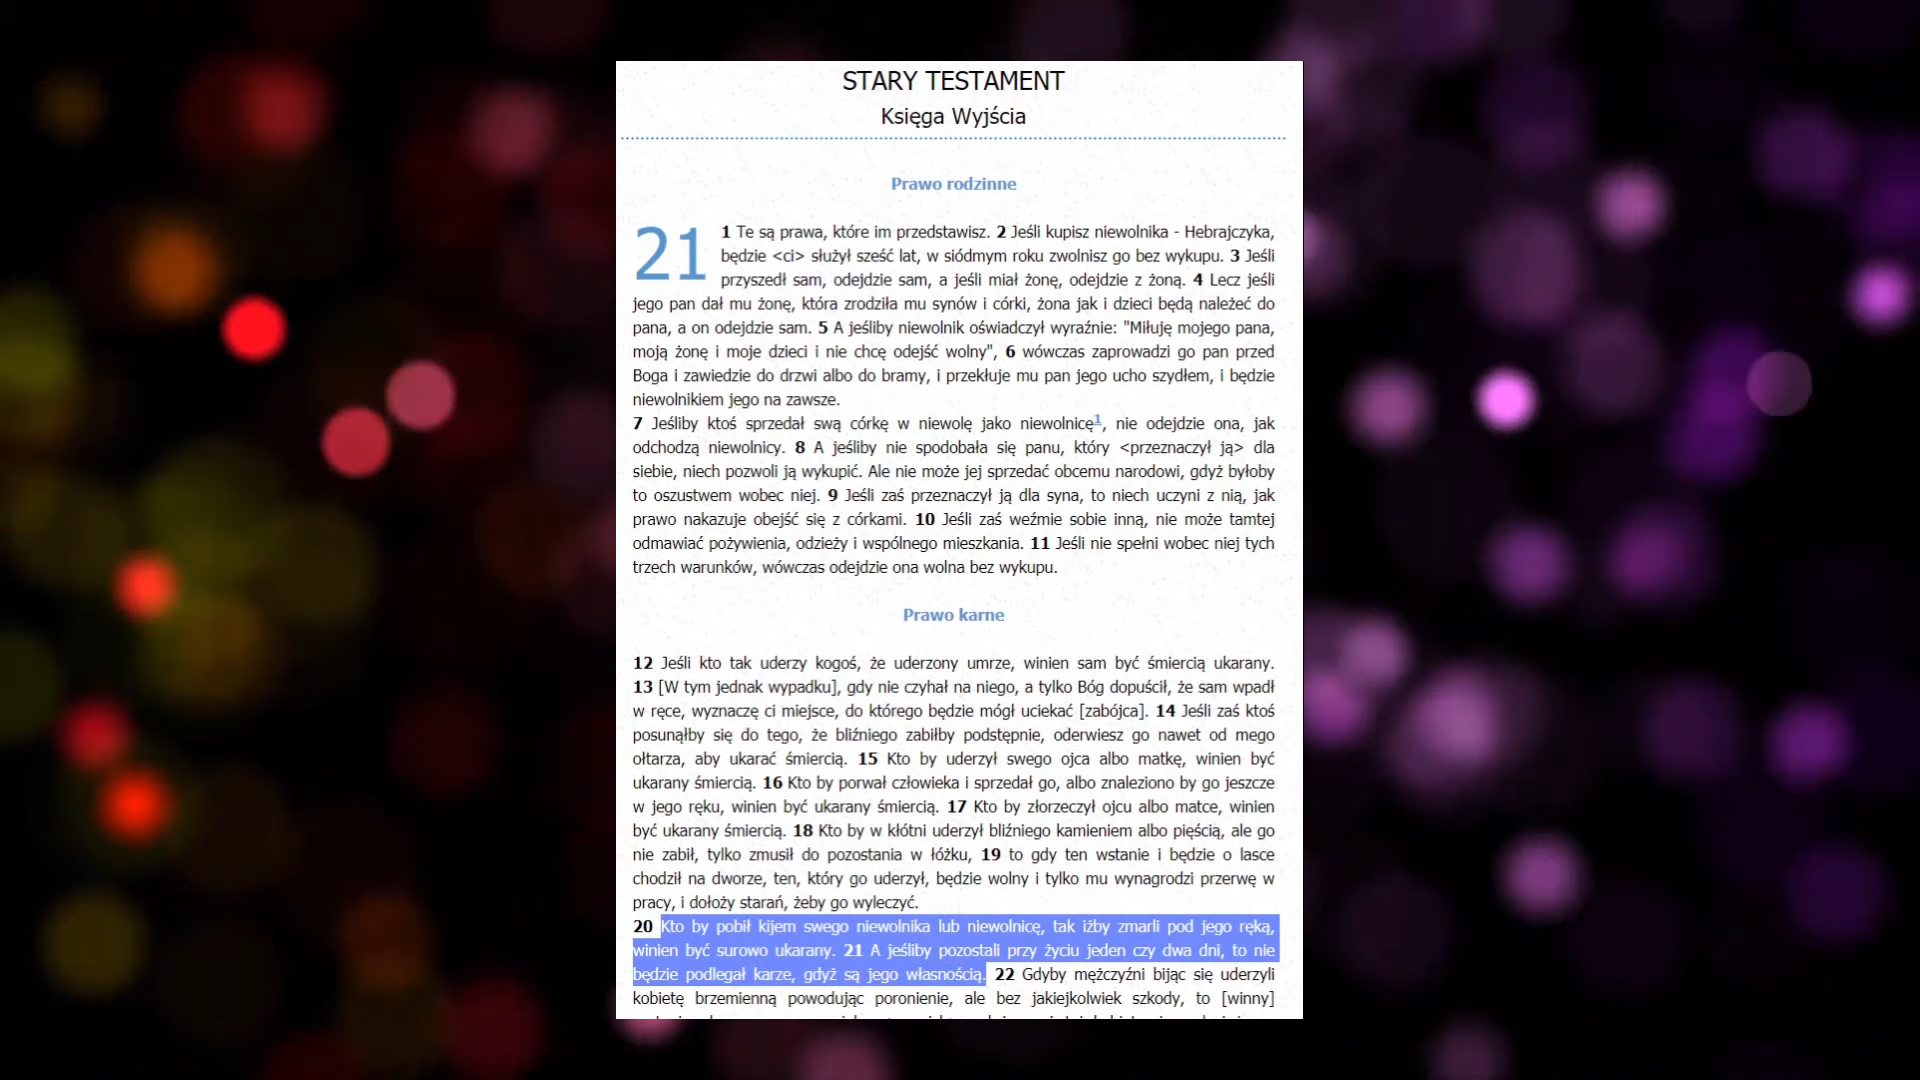 STARY TESTAMENT
Księga Wyjścia
Prawo rodzinne
21 1 Te są prawa, które im przedstawisz. 2 Jeśli kupisz niewolnika - Hebrajczyka,
będzie <ci> służył sześć lat, w siódmym roku zwolnisz go bez wykupu. 3 Jeśli
przyszedł sam, odejdzie sam, a jeśli miał żonę, odejdzie z żoną. 4 Lecz jeśli
jego pan dał mu żonę, która zrodziła mu synów i córki, żona jak i dzieci będą należeć do
pana, a on odejdzie sam. 5 A jeśliby niewolnik oświadczył wyraźnie: "Miłuję mojego pana,
moją żonę i moje dzieci i nie chcę odejść wolny", 6 wówczas zaprowadzi go pan przed
Boga i zawiedzie do drzwi albo do bramy, i przekłuje mu pan jego ucho szydłem, i będzie
niewolnikiem jego na zawsze.
7 Jeśliby ktoś sprzedał swą córkę w niewolę jako niewolnicę1, nie odejdzie ona, jak
odchodzą niewolnicy. 8 A jeśliby nie spodobała się panu, który <przeznaczył ją> dla
siebie, niech pozwoli ją wykupić. Ale nie może jej sprzedać obcemu narodowi, gdyż byłoby
to oszustwem wobec niej. 9 Jeśli zaś przeznaczył ją dla syna, to niech uczyni z nią, jak
prawo nakazuje obejść się z córkami. 10 Jeśli zaś weźmie sobie inną, nie może tamtej
odmawiać pożywienia, odzieży i wspólnego mieszkania. 11 Jeśli nie spełni wobec niej tych
trzech warunków, wówczas odejdzie ona wolna bez wykupu.
Prawo karne
12 Jeśli kto tak uderzy kogoś, że uderzony umrze, winien sam być śmiercią ukarany.
13 [W tym jednak wypadku], gdy nie czyhał na niego, a tylko Bóg dopuścił, że sam wpadł
w ręce, wyznaczę ci miejsce, do którego będzie mógł uciekać [zabójca]. 14 Jeśli zaś ktoś
posunąłby się do tego, że bliźniego zabiłby podstępnie, oderwiesz go nawet od mego
ołtarza, aby ukarać śmiercią. 15 Kto by uderzył swego ojca albo matkę, winien być
ukarany śmiercią. 16 Kto by porwał człowieka i sprzedał go, albo znaleziono by go jeszcze
w jego ręku, winien być ukarany śmiercią. 17 Kto by złorzeczył ojcu albo matce, winien
być ukarany śmiercią. 18 Kto by w kłótni uderzył bliźniego kamieniem albo pięścią, ale go
nie zabił, tylko zmusił do pozostania w łóżku, 19 to gdy ten wstanie i będzie o lasce
chodził na dworze, ten, który go uderzył, będzie wolny i tylko mu wynagrodzi przerwę w
pracy, i dołoży starań, żeby go wyleczyć.
20 Kto by pobił kijem swego niewolnika lub niewolnicę, tak iżby zmarli pod jego ręką,
winien być surowo ukarany. 21 A jeśliby pozostali przy życiu jeden czy dwa dni, to nie
będzie podlegał karze, gdyż są jego własnością. 22 Gdyby mężczyźni bijąc się uderzyli
kobietę brzemienną powodując poronienie, ale bez jakiejkolwiek szkody, to [winny]